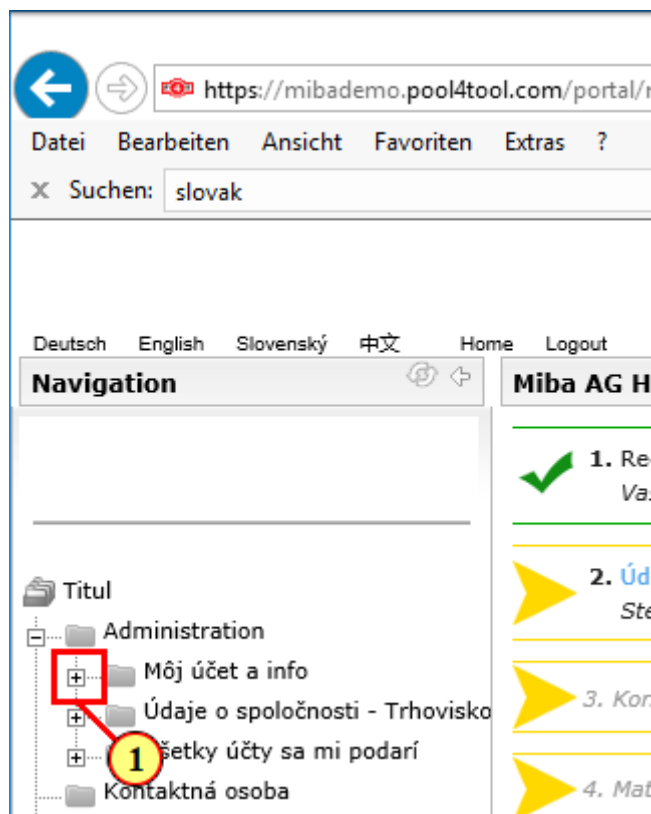 https://mibademo.pool4tool.com/portal/
Datei Bearbeiten Ansicht Favoriten Extras ?
x Suchen: slovak
Deutsch English Slovenský 中文 Home Logout
Navigation
Miba AG H
1. Re
Va
2. Úd
Ste
3. Kon
4. Mat
Titul
Administration
Môj účet a info
Údaje o spoločnosti - Trhovisko
1
šetky účty sa mi podarí
Kontaktná osoba